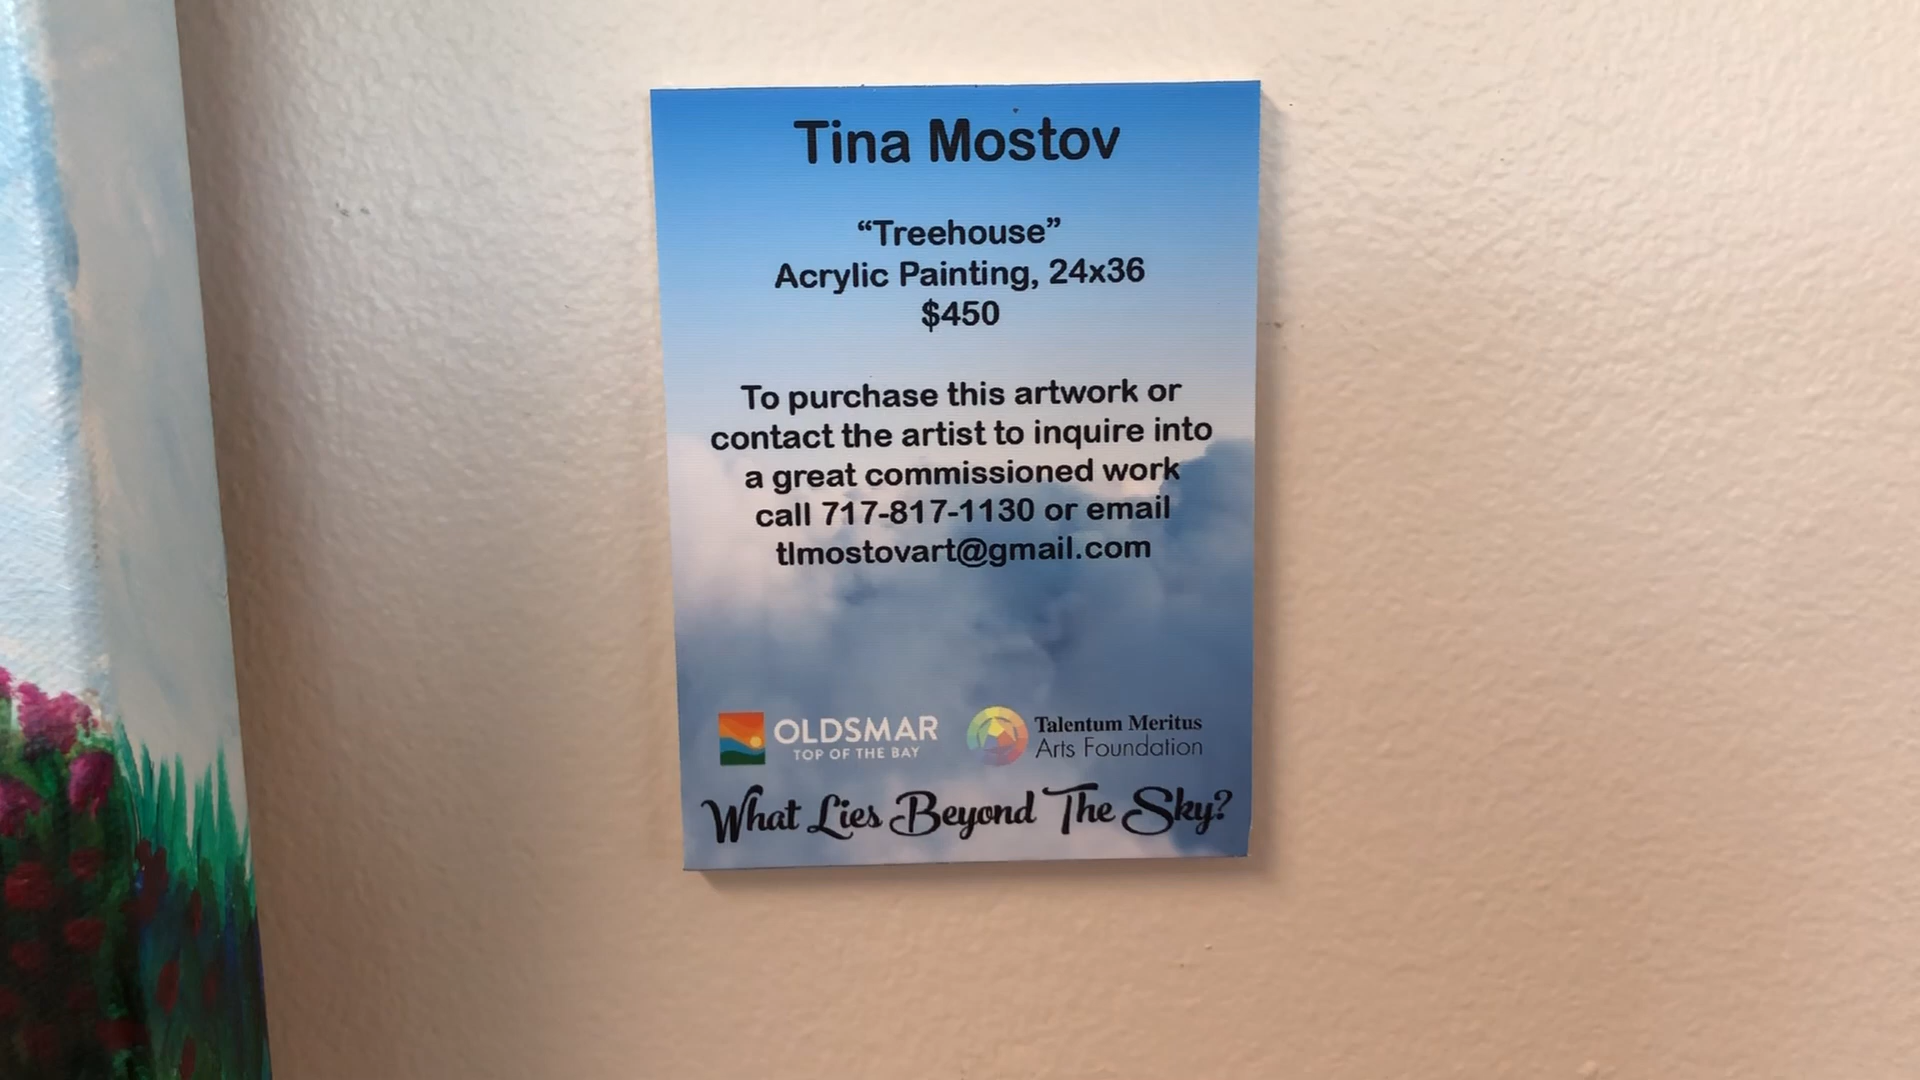 Tina Mostov
“Treehouse”
Acrylic Painting, 24x36
$450
To purchase this artwork or
contact the artist to inquire into
a great commissioned work
call 717-817-1130 or email
tlmostovart@gmail.com
OLDSMAR
TOP OF THE BAY
Talentum Meritus
Arts Foundation
What Lies Beyond The Sky?